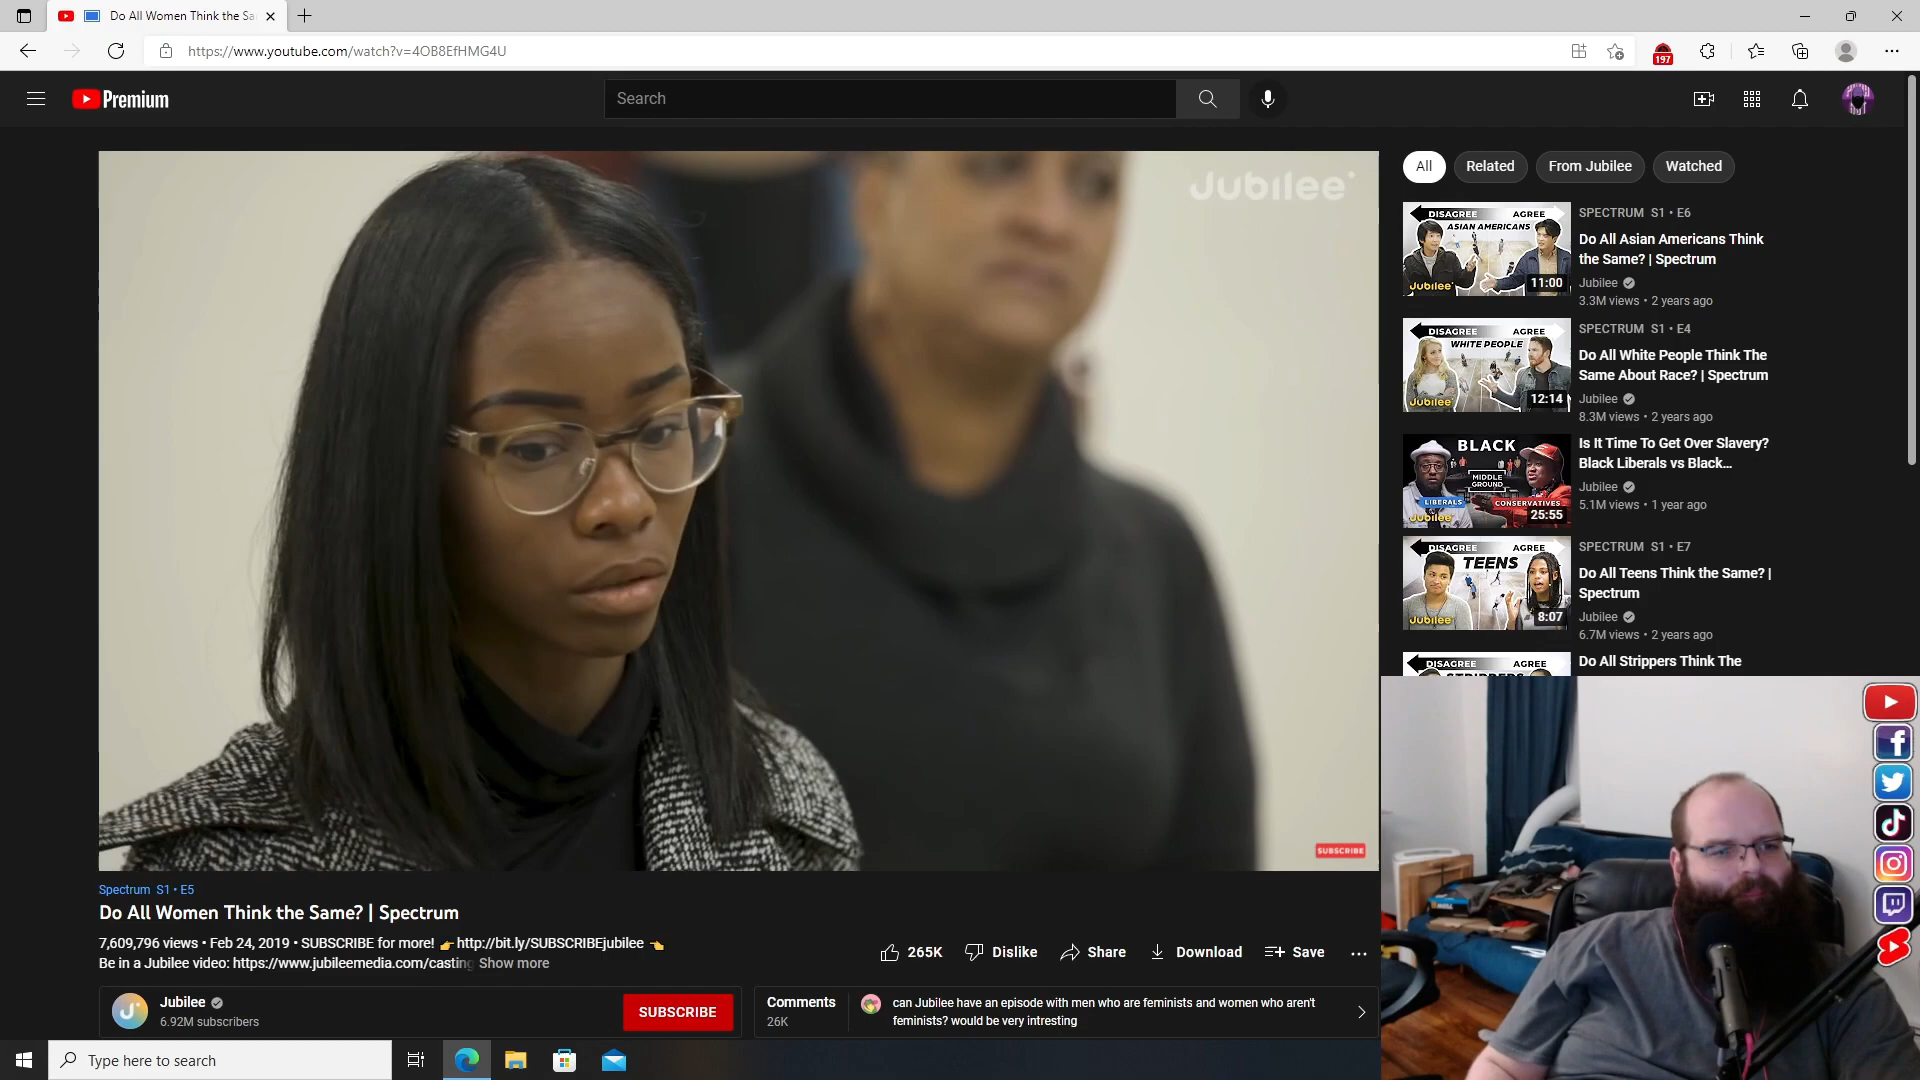 Do All Women Think the Sa
https://www.youtube.com/watch?v=4OB8EfHMG4U
197
Premium
Search
Jubilee
SUBSCRIBE
All
Related
From Jubilee
Watched
DISAGREE AGREE
ASIAN AMERICANS
Jubilee
11:00
SPECTRUM S1 • E6
Do All Asian Americans Think
the Same? | Spectrum
Jubilee
3.3M views • 2 years ago
DISAGREE AGREE
WHITE PEOPLE
Jubilee
12:14
SPECTRUM S1 • E4
Do All White People Think The
Same About Race? | Spectrum
Jubilee
8.3M views • 2 years ago
BLACK
MIDDLE
GROUND
LIBERALS
CONSERVATIVES
Jubilee
25:55
Is It Time To Get Over Slavery?
Black Liberals vs Black...
Jubilee
5.1M views • 1 year ago
DISAGREE AGREE
TEENS
Jubilee
8:07
SPECTRUM S1 • E7
Do All Teens Think the Same? |
Spectrum
Jubilee
6.7M views • 2 years ago
DISAGREE AGREE
Do All Strippers Think The
Spectrum S1 • E5
Do All Women Think the Same? | Spectrum
7,609,796 views • Feb 24, 2019 • SUBSCRIBE for more! 👉 http://bit.ly/SUBSCRIBEjubilee 👈
Be in a Jubilee video: https://www.jubileemedia.com/casting Show more
265K
Dislike
Share
Download
Save
Jubilee
6.92M subscribers
SUBSCRIBE
Comments
26K
can Jubilee have an episode with men who are feminists and women who aren't
feminists? would be very intresting
Type here to search